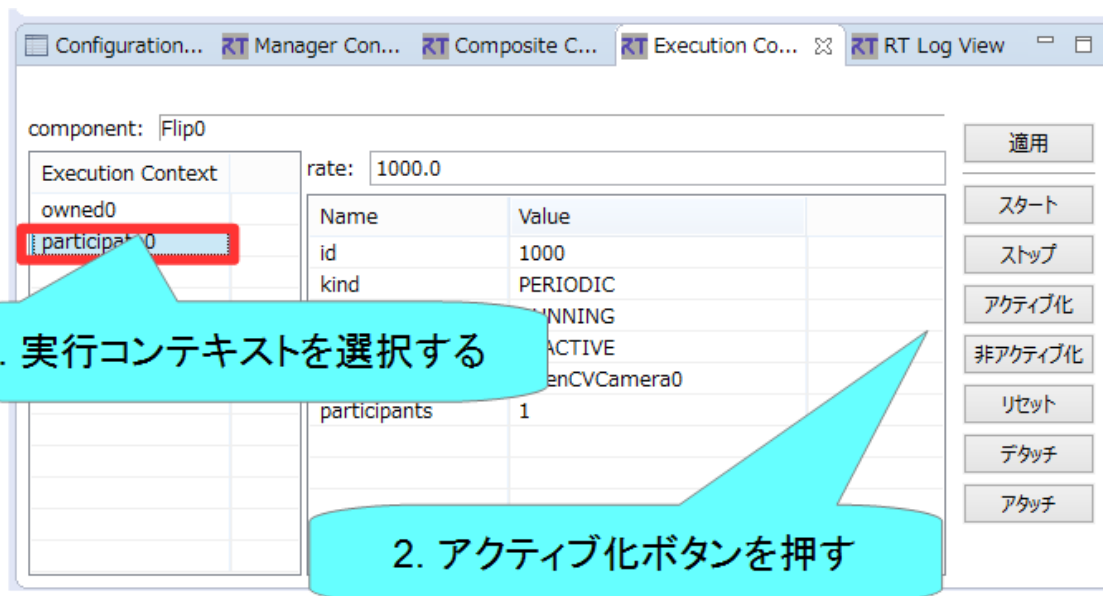 Configuration... RT Manager Con... RT Composite C... RT Execution Co... RT RT Log View
component: Flip0
適用
Execution Context
rate: 1000.0
owned0
Name Value
スタート
id 1000
ストップ
kind PERIODIC
アクティブ化
. 実行コンテキストを選択する
非アクティブ化
enCVCamera0
participants 1
リセット
デタッチ
アタッチ
2. アクティブ化ボタンを押す